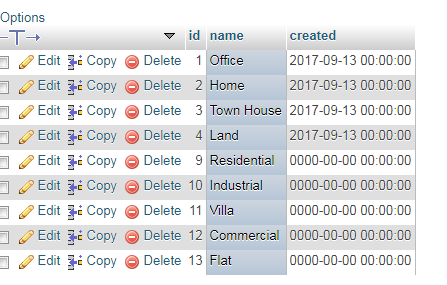 Options
id name created
Edit Copy Delete 1 Office 2017-09-13 00:00:00
Edit Copy Delete 2 Home 2017-09-13 00:00:00
Edit Copy Delete 3 Town House 2017-09-13 00:00:00
Edit Copy Delete 4 Land 2017-09-13 00:00:00
Edit Copy Delete 9 Residential 0000-00-00 00:00:00
Edit Copy Delete 10 Industrial 0000-00-00 00:00:00
Edit Copy Delete 11 Villa 0000-00-00 00:00:00
Edit Copy Delete 12 Commercial 0000-00-00 00:00:00
Edit Copy Delete 13 Flat 0000-00-00 00:00:00